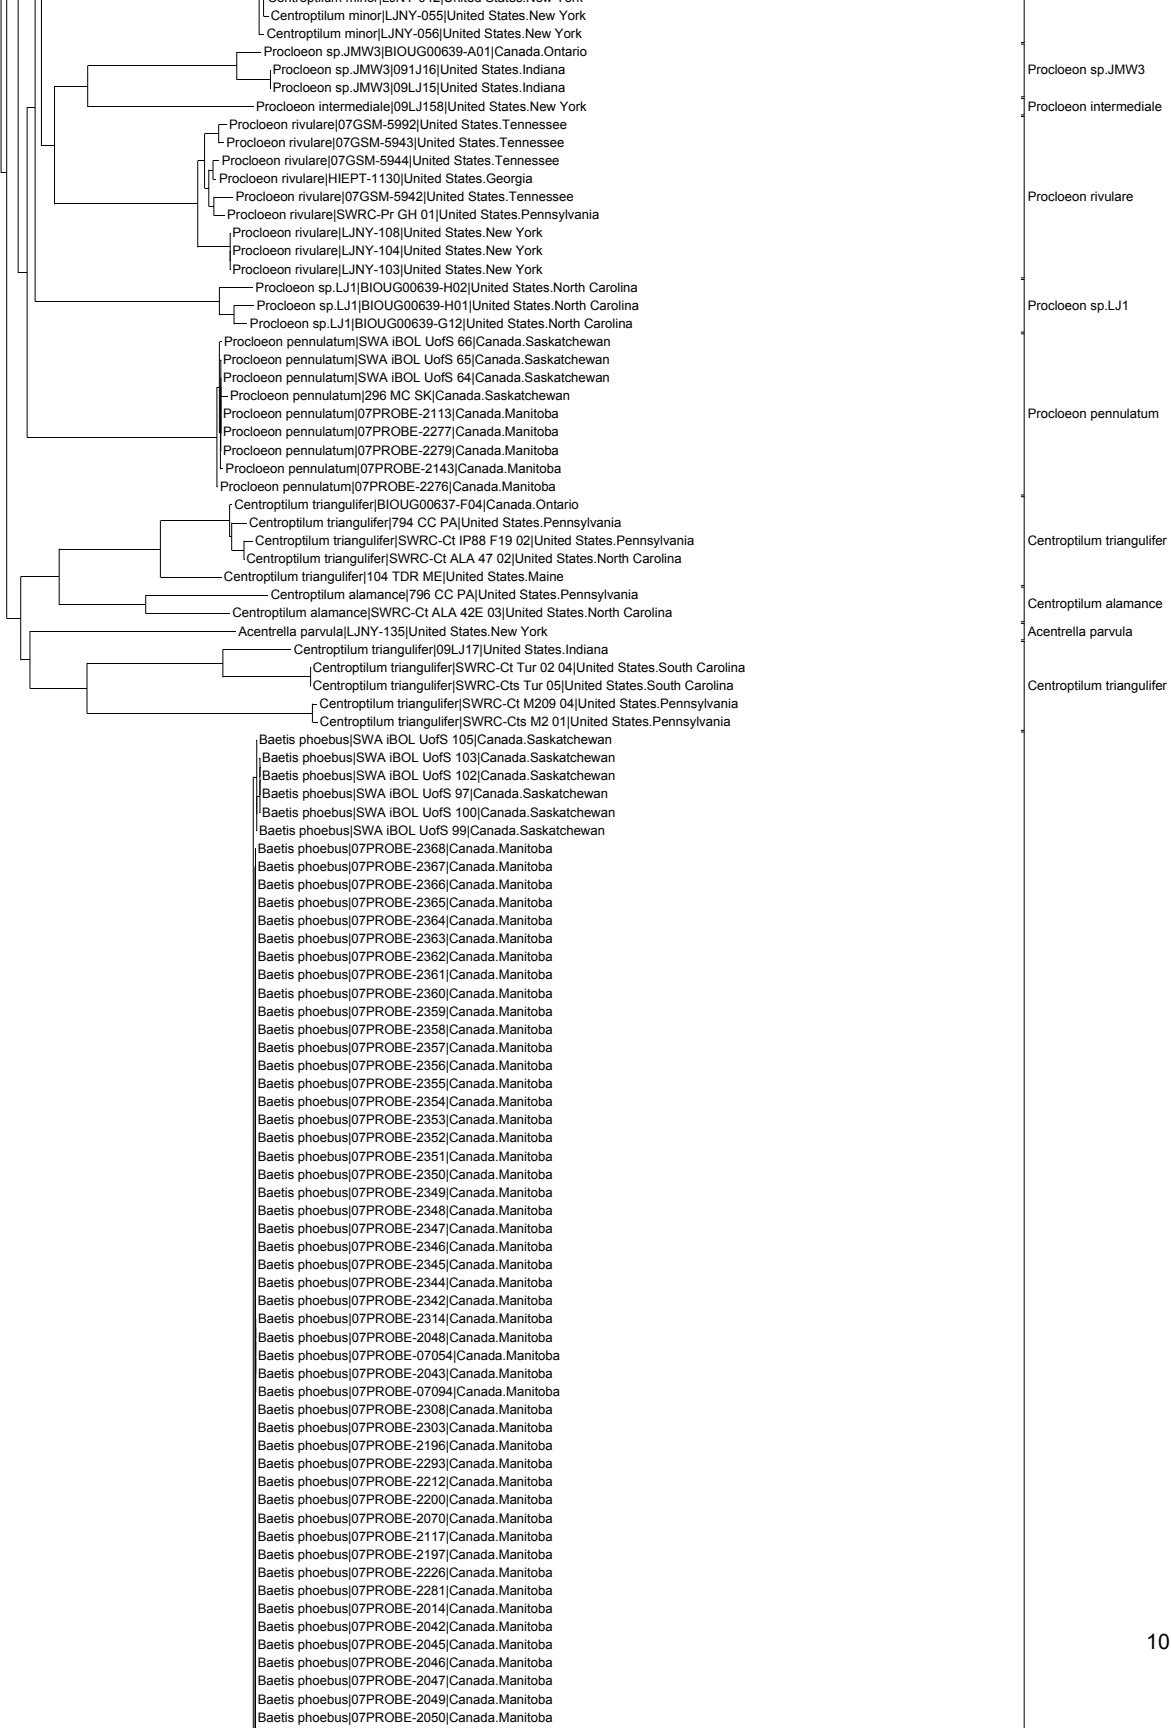 Centroptilum minor|LJNY-055|United States.New York
Centroptilum minor|LJNY-056|United States.New York
Procloeon sp.JMW3|BIOUG00639-A01|Canada.Ontario
Procloeon sp.JMW3|091J16|United States.Indiana
Procloeon sp.JMW3
Procloeon sp.JMW3|09LJ15|United States.Indiana
Procloeon intermediale|09LJ158|United States.New York
Procloeon intermediale
Procloeon rivulare|07GSM-5992|United States.Tennessee
Procloeon rivulare|07GSM-5943|United States.Tennessee
Procloeon rivulare|07GSM-5944|United States.Tennessee
Procloeon rivulare|HIEPT-1130|United States.Georgia
Procloeon rivulare|07GSM-5942|United States.Tennessee
Procloeon rivulare
Procloeon rivulare|SWRC-Pr GH 01|United States.Pennsylvania
Procloeon rivulare|LJNY-108|United States.New York
Procloeon rivulare|LJNY-104|United States.New York
Procloeon rivulare|LJNY-103|United States.New York
Procloeon sp.LJ1|BIOUG00639-H02|United States.North Carolina
Procloeon sp.LJ1|BIOUG00639-H01|United States.North Carolina
Procloeon sp.LJ1
Procloeon sp.LJ1|BIOUG00639-G12|United States.North Carolina
Procloeon pennulatum|SWA iBOL UofS 66|Canada.Saskatchewan
Procloeon pennulatum|SWA iBOL UofS 65|Canada.Saskatchewan
Procloeon pennulatum|SWA iBOL UofS 64|Canada.Saskatchewan
Procloeon pennulatum|296 MC SK|Canada.Saskatchewan
Procloeon pennulatum|07PROBE-2113|Canada.Manitoba
Procloeon pennulatum
Procloeon pennulatum|07PROBE-2277|Canada.Manitoba
Procloeon pennulatum|07PROBE-2279|Canada.Manitoba
Procloeon pennulatum|07PROBE-2143|Canada.Manitoba
Procloeon pennulatum|07PROBE-2276|Canada.Manitoba
Centroptilum triangulifer|BIOUG00637-F04|Canada.Ontario
Centroptilum triangulifer|794 CC PA|United States.Pennsylvania
Centroptilum triangulifer|SWRC-Ct IP88 F19 02|United States.Pennsylvania
Centroptilum triangulifer
Centroptilum triangulifer|SWRC-Ct ALA 47 02|United States.North Carolina
Centroptilum triangulifer|104 TDR ME|United States.Maine
Centroptilum alamance|796 CC PA|United States.Pennsylvania
Centroptilum alamance
Centroptilum alamance|SWRC-Ct ALA 42E 03|United States.North Carolina
Acentrella parvula|LJNY-135|United States.New York
Acentrella parvula
Centroptilum triangulifer|09LJ17|United States.Indiana
Centroptilum triangulifer|SWRC-Ct Tur 02 04|United States.South Carolina
Centroptilum triangulifer|SWRC-Cts Tur 05|United States.South Carolina
Centroptilum triangulifer
Centroptilum triangulifer|SWRC-Ct M209 04|United States.Pennsylvania
Centroptilum triangulifer|SWRC-Cts M2 01|United States.Pennsylvania
Baetis phoebus|SWA iBOL UofS 105|Canada.Saskatchewan
Baetis phoebus|SWA iBOL UofS 103|Canada.Saskatchewan
Baetis phoebus|SWA iBOL UofS 102|Canada.Saskatchewan
Baetis phoebus|SWA iBOL UofS 97|Canada.Saskatchewan
Baetis phoebus|SWA iBOL UofS 100|Canada.Saskatchewan
Baetis phoebus|SWA iBOL UofS 99|Canada.Saskatchewan
Baetis phoebus|07PROBE-2368|Canada.Manitoba
Baetis phoebus|07PROBE-2367|Canada.Manitoba
Baetis phoebus|07PROBE-2366|Canada.Manitoba
Baetis phoebus|07PROBE-2365|Canada.Manitoba
Baetis phoebus|07PROBE-2364|Canada.Manitoba
Baetis phoebus|07PROBE-2363|Canada.Manitoba
Baetis phoebus|07PROBE-2362|Canada.Manitoba
Baetis phoebus|07PROBE-2361|Canada.Manitoba
Baetis phoebus|07PROBE-2360|Canada.Manitoba
Baetis phoebus|07PROBE-2359|Canada.Manitoba
Baetis phoebus|07PROBE-2358|Canada.Manitoba
Baetis phoebus|07PROBE-2357|Canada.Manitoba
Baetis phoebus|07PROBE-2356|Canada.Manitoba
Baetis phoebus|07PROBE-2355|Canada.Manitoba
Baetis phoebus|07PROBE-2354|Canada.Manitoba
Baetis phoebus|07PROBE-2353|Canada.Manitoba
Baetis phoebus|07PROBE-2352|Canada.Manitoba
Baetis phoebus|07PROBE-2351|Canada.Manitoba
Baetis phoebus|07PROBE-2350|Canada.Manitoba
Baetis phoebus|07PROBE-2349|Canada.Manitoba
Baetis phoebus|07PROBE-2348|Canada.Manitoba
Baetis phoebus|07PROBE-2347|Canada.Manitoba
Baetis phoebus|07PROBE-2346|Canada.Manitoba
Baetis phoebus|07PROBE-2345|Canada.Manitoba
Baetis phoebus|07PROBE-2344|Canada.Manitoba
Baetis phoebus|07PROBE-2342|Canada.Manitoba
Baetis phoebus|07PROBE-2314|Canada.Manitoba
Baetis phoebus|07PROBE-2048|Canada.Manitoba
Baetis phoebus|07PROBE-07054|Canada.Manitoba
Baetis phoebus|07PROBE-2043|Canada.Manitoba
Baetis phoebus|07PROBE-07094|Canada.Manitoba
Baetis phoebus|07PROBE-2308|Canada.Manitoba
Baetis phoebus|07PROBE-2303|Canada.Manitoba
Baetis phoebus|07PROBE-2196|Canada.Manitoba
Baetis phoebus|07PROBE-2293|Canada.Manitoba
Baetis phoebus|07PROBE-2212|Canada.Manitoba
Baetis phoebus|07PROBE-2200|Canada.Manitoba
Baetis phoebus|07PROBE-2070|Canada.Manitoba
Baetis phoebus|07PROBE-2117|Canada.Manitoba
Baetis phoebus|07PROBE-2197|Canada.Manitoba
Baetis phoebus|07PROBE-2226|Canada.Manitoba
Baetis phoebus|07PROBE-2281|Canada.Manitoba
Baetis phoebus|07PROBE-2014|Canada.Manitoba
Baetis phoebus|07PROBE-2042|Canada.Manitoba
Baetis phoebus|07PROBE-2045|Canada.Manitoba
10
Baetis phoebus|07PROBE-2046|Canada.Manitoba
Baetis phoebus|07PROBE-2047|Canada.Manitoba
Baetis phoebus|07PROBE-2049|Canada.Manitoba
Baetis phoebus|07PROBE-2050|Canada.Manitoba